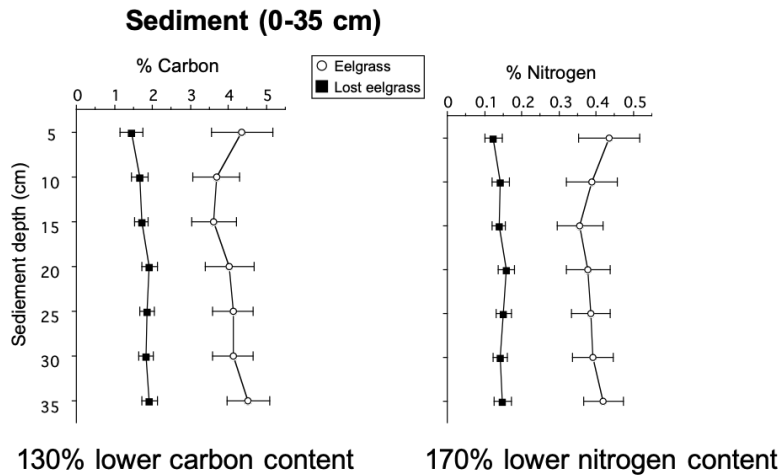 Sediment (0-35 cm)
% Carbon
0 1 2 3 4 5
Eelgrass
Lost eelgrass
% Nitrogen
0 0.1 0.2 0.3 0.4 0.5
Sediement depth (cm)
5
10
15
20
25
30
35
130% lower carbon content
170% lower nitrogen content